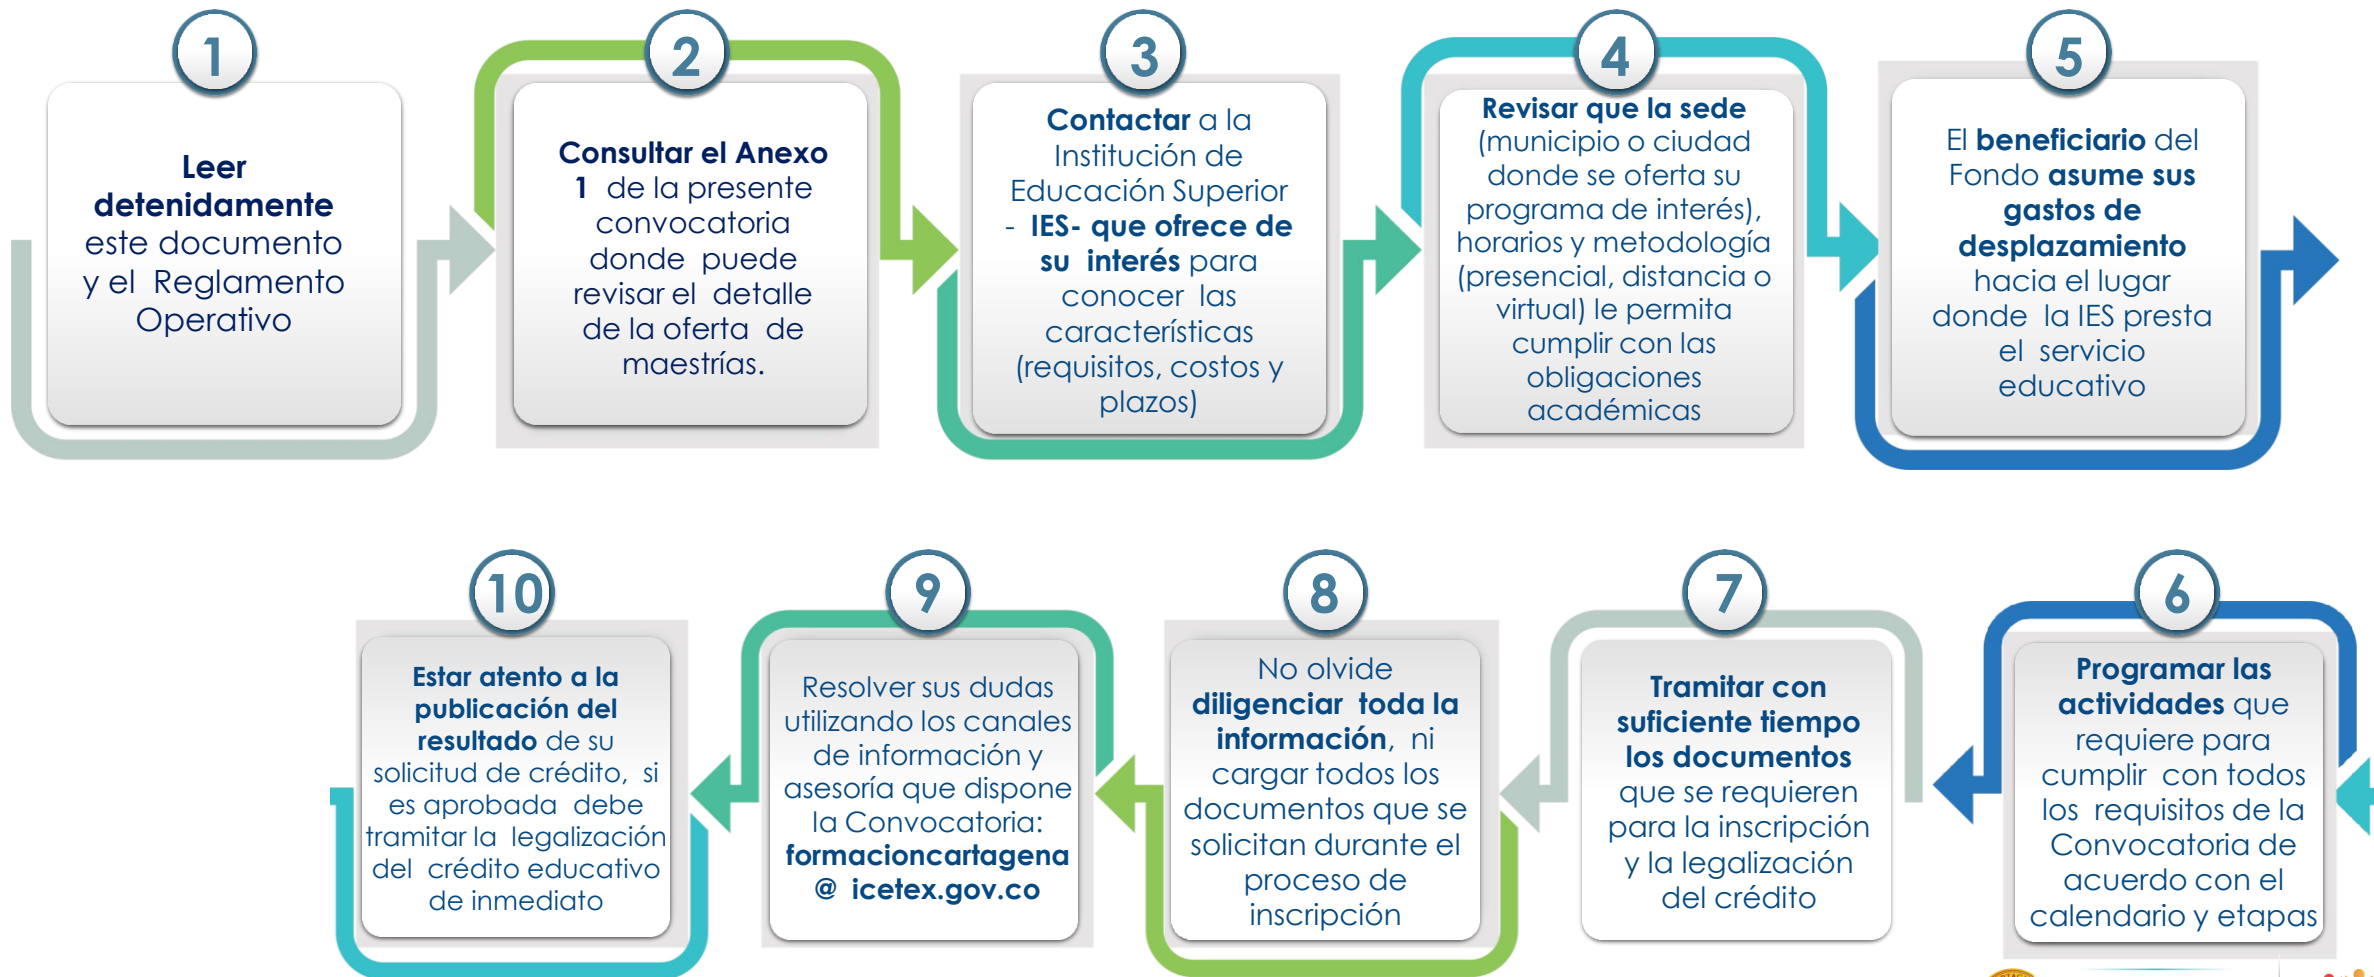 1
Leer
detenidamente
este documento
y el Reglamento
Operativo
2
Consultar el Anexo
1 de la presente
convocatoria
donde puede
revisar el detalle
de la oferta de
maestrías.
3
Contactar a la
Institución de
Educación Superior
- IES- que ofrece de
su interés para
conocer las
características
(requisitos, costos y
plazos)
4
Revisar que la sede
(municipio o ciudad
donde se oferta su
programa de interés),
horarios y metodología
(presencial, distancia o
virtual) le permita
cumplir con las
obligaciones
académicas
5
El beneficiario del
Fondo asume sus
gastos de
desplazamiento
hacia el lugar
donde la IES presta
el servicio
educativo
6
Programar las
actividades que
requiere para
cumplir con todos
los requisitos de la
Convocatoria de
acuerdo con el
calendario y etapas
7
Tramitar con
suficiente tiempo
los documentos
que se requieren
para la inscripción
y la legalización
del crédito
8
No olvide
diligenciar toda la
información, ni
cargar todos los
documentos que se
solicitan durante el
proceso de
inscripción
9
Resolver sus dudas
utilizando los canales
de información y
asesoría que dispone
la Convocatoria:
formacioncartagena
@ icetex.gov.co
10
Estar atento a la
publicación del
resultado de su
solicitud de crédito, si
es aprobada debe
tramitar la legalización
del crédito educativo
de inmediato